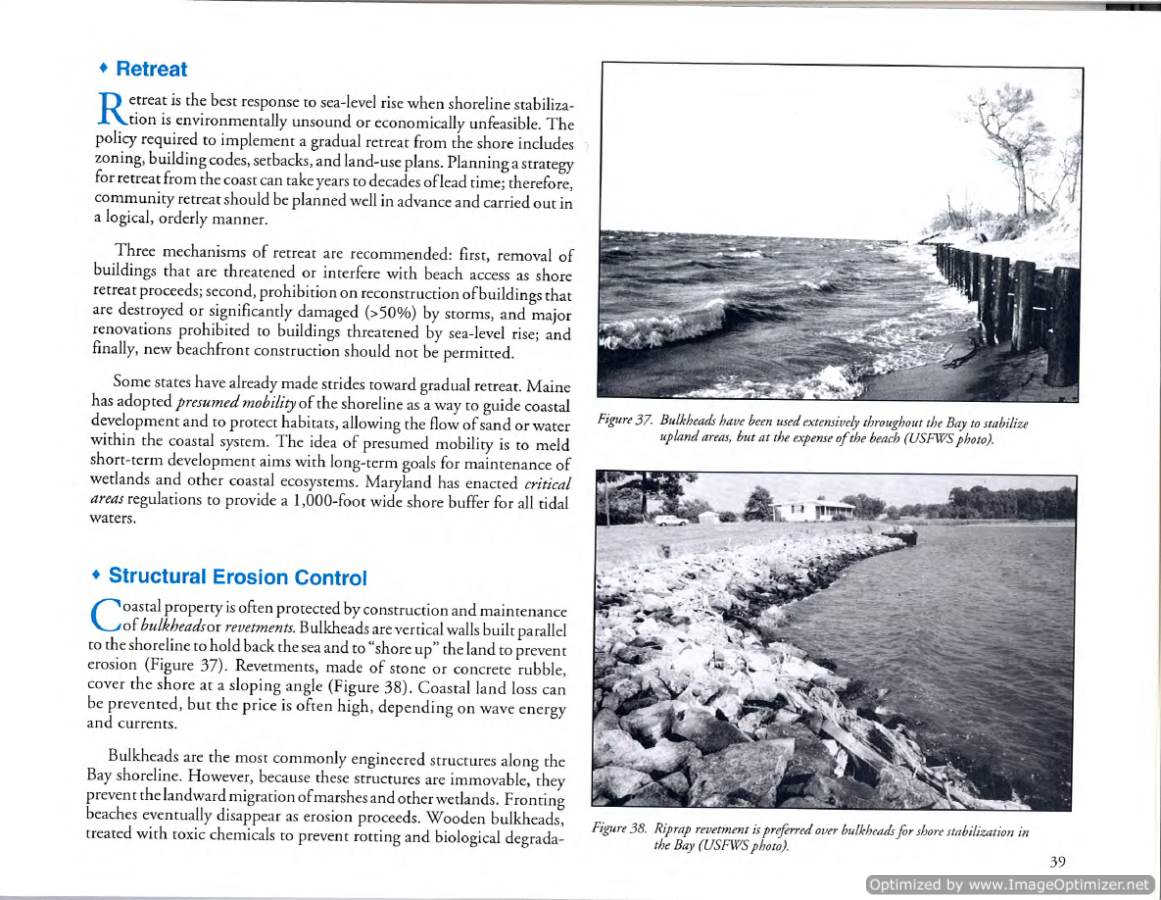 ♦ Retreat
Retreat is the best response to sea-level rise when shoreline stabiliza-
tion is environmentally unsound or economically unfeasible. The
policy required to implement a gradual retreat from the shore includes
zoning, building codes, setbacks, and land-use plans. Planning a strategy
for retreat from the coast can take years to decades of lead time; therefore,
community retreat should be planned well in advance and carried out in
a logical, orderly manner.
Three mechanisms of retreat are recommended: first, removal of
buildings that are threatened or interfere with beach access as shore
retreat proceeds; second, prohibition on reconstruction of buildings that
are destroyed or significantly damaged (>50%) by storms, and major
renovations prohibited to buildings threatened by sea-level rise; and
finally, new beachfront construction should not be permitted.
Some states have already made strides toward gradual retreat. Maine
has adopted presumed mobility of the shoreline as a way to guide coastal
development and to protect habitats, allowing the flow of sand or water
within the coastal system. The idea of presumed mobility is to meld
short-term development aims with long-term goals for maintenance of
wetlands and other coastal ecosystems. Maryland has enacted critical
areas regulations to provide a 1,000-foot wide shore buffer for all tidal
waters.
♦ Structural Erosion Control
Coastal property is often protected by construction and maintenance
of bulkheads or revetments. Bulkheads are vertical walls built parallel
to the shoreline to hold back the sea and to "shore up" the land to prevent
erosion (Figure 37). Revetments, made of stone or concrete rubble,
cover the shore at a sloping angle (Figure 38). Coastal land loss can
be prevented, but the price is often high, depending on wave energy
and currents.
Bulkheads are the most commonly engineered structures along the
Bay shoreline. However, because these structures are immovable, they
prevent the landward migration of marshes and other wetlands. Fronting
beaches eventually disappear as erosion proceeds. Wooden bulkheads,
treated with toxic chemicals to prevent rotting and biological degrada-
Figure 37. Bulkheads have been used extensively throughout the Bay to stabilize
upland areas, but at the expense of the beach (USFWS photo).
Figure 38. Riprap revetment is preferred over bulkheads for shore stabilization in
the Bay (USFWS photo).
39
Optimized by www.ImageOptimizer.net